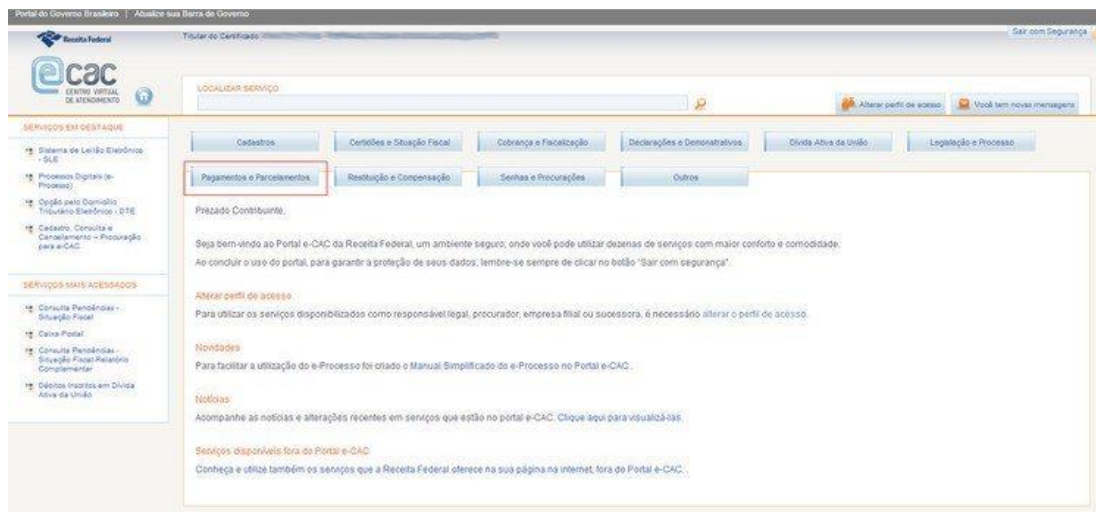 Portal do Governo Brasileiro | Atualize sua Barra de Governo
Receita Federal
Titular do Certificado
Sair com Segurança
ecac
CENTRO VIRTUAL
DE ATENDIMENTO
LOCALIZAR SERVIÇO
Alterar perfil de acesso
Você tem novas mensagens
SERVIÇOS EM DESTAQUE
Sistema de Leilão Eletrônico
- SLE
Processos Digitais (e-
Processo)
Opção pelo Domicílio
Tributário Eletrônico - DTE
Cadastro, Consulta e
Cancelamento – Procuração
para e-CAC
SERVIÇOS MAIS ACESSADOS
Consulta Pendências -
Situação Fiscal
Caixa Postal
Consulta Pendências -
Situação Fiscal-Relatório
Complementar
Débitos Inscritos em Dívida
Ativa da União
Cadastros
Certidões e Situação Fiscal
Cobrança e Fiscalização
Declarações e Demonstrativos
Dívida Ativa da União
Legislação e Processo
Pagamentos e Parcelamentos
Restituição e Compensação
Senhas e Procurações
Outros
Prezado Contribuinte,
Seja bem-vindo ao Portal e-CAC da Receita Federal, um ambiente seguro, onde você pode utilizar dezenas de serviços com maior conforto e comodidade.
Ao concluir o uso do portal, para garantir a proteção de seus dados, lembre-se sempre de clicar no botão "Sair com segurança".
Alterar perfil de acesso
Para utilizar os serviços disponibilizados como responsável legal, procurador, empresa filial ou sucessora, é necessário alterar o perfil de acesso.
Novidades
Para facilitar a utilização do e-Processo foi criado o Manual Simplificado do e-Processo no Portal e-CAC .
Notícias
Acompanhe as notícias e alterações recentes em serviços que estão no portal e-CAC. Clique aqui para visualizá-las.
Serviços disponíveis fora do Portal e-CAC
Conheça e utilize também os serviços que a Receita Federal oferece na sua página na internet, fora do Portal e-CAC. .